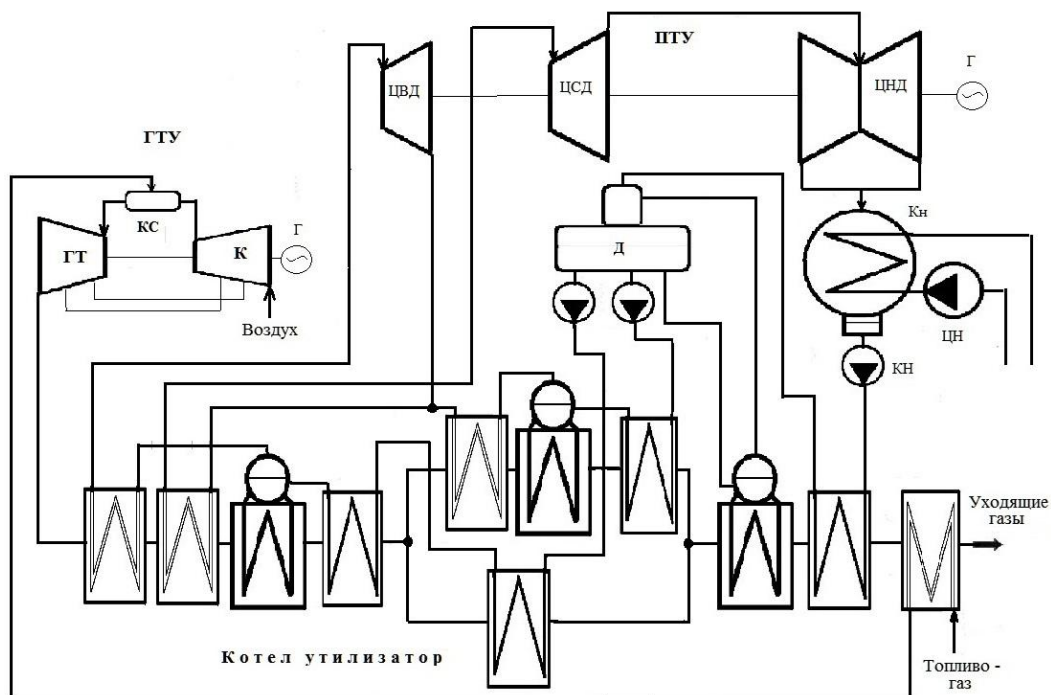 ПТУ
Г
ЦВД
ЦСД
ЦНД
ГТУ
КС
Кн
ГТ
К
Г
Д
Воздух
ЦН
КН
Уходящие
газы
Котел утилизатор
Топливо -
газ